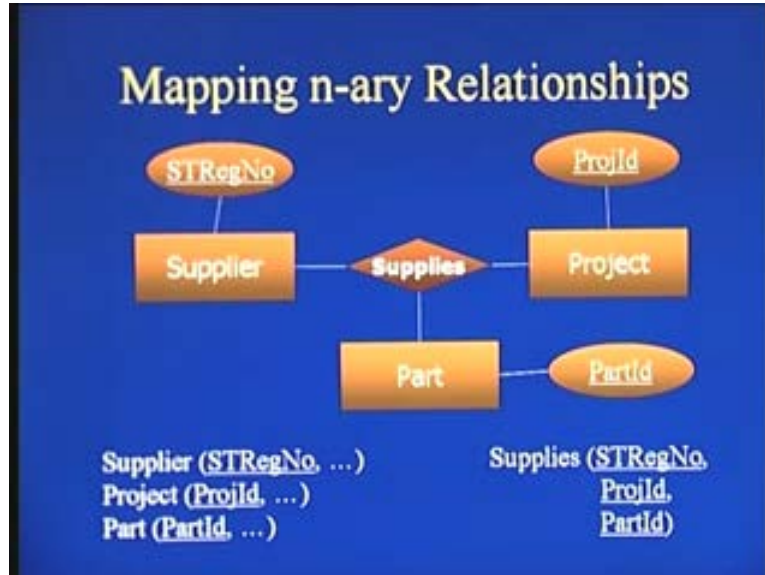 Mapping n-ary Relationships
STRegNo
ProjId
Supplier
Supplies
Project
Part
PartId
Supplier (STRegNo, ...)
Project (ProjId, ...)
Part (PartId, ...)
Supplies (STRegNo,
ProjId,
PartId)